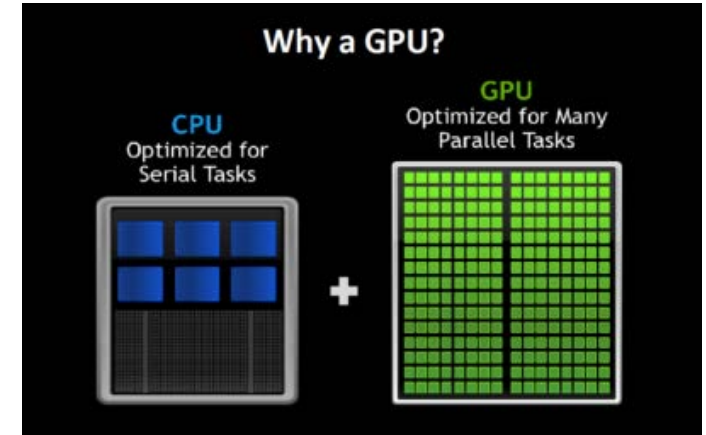 Why a GPU?
CPU
Optimized for
Serial Tasks
GPU
Optimized for Many
Parallel Tasks